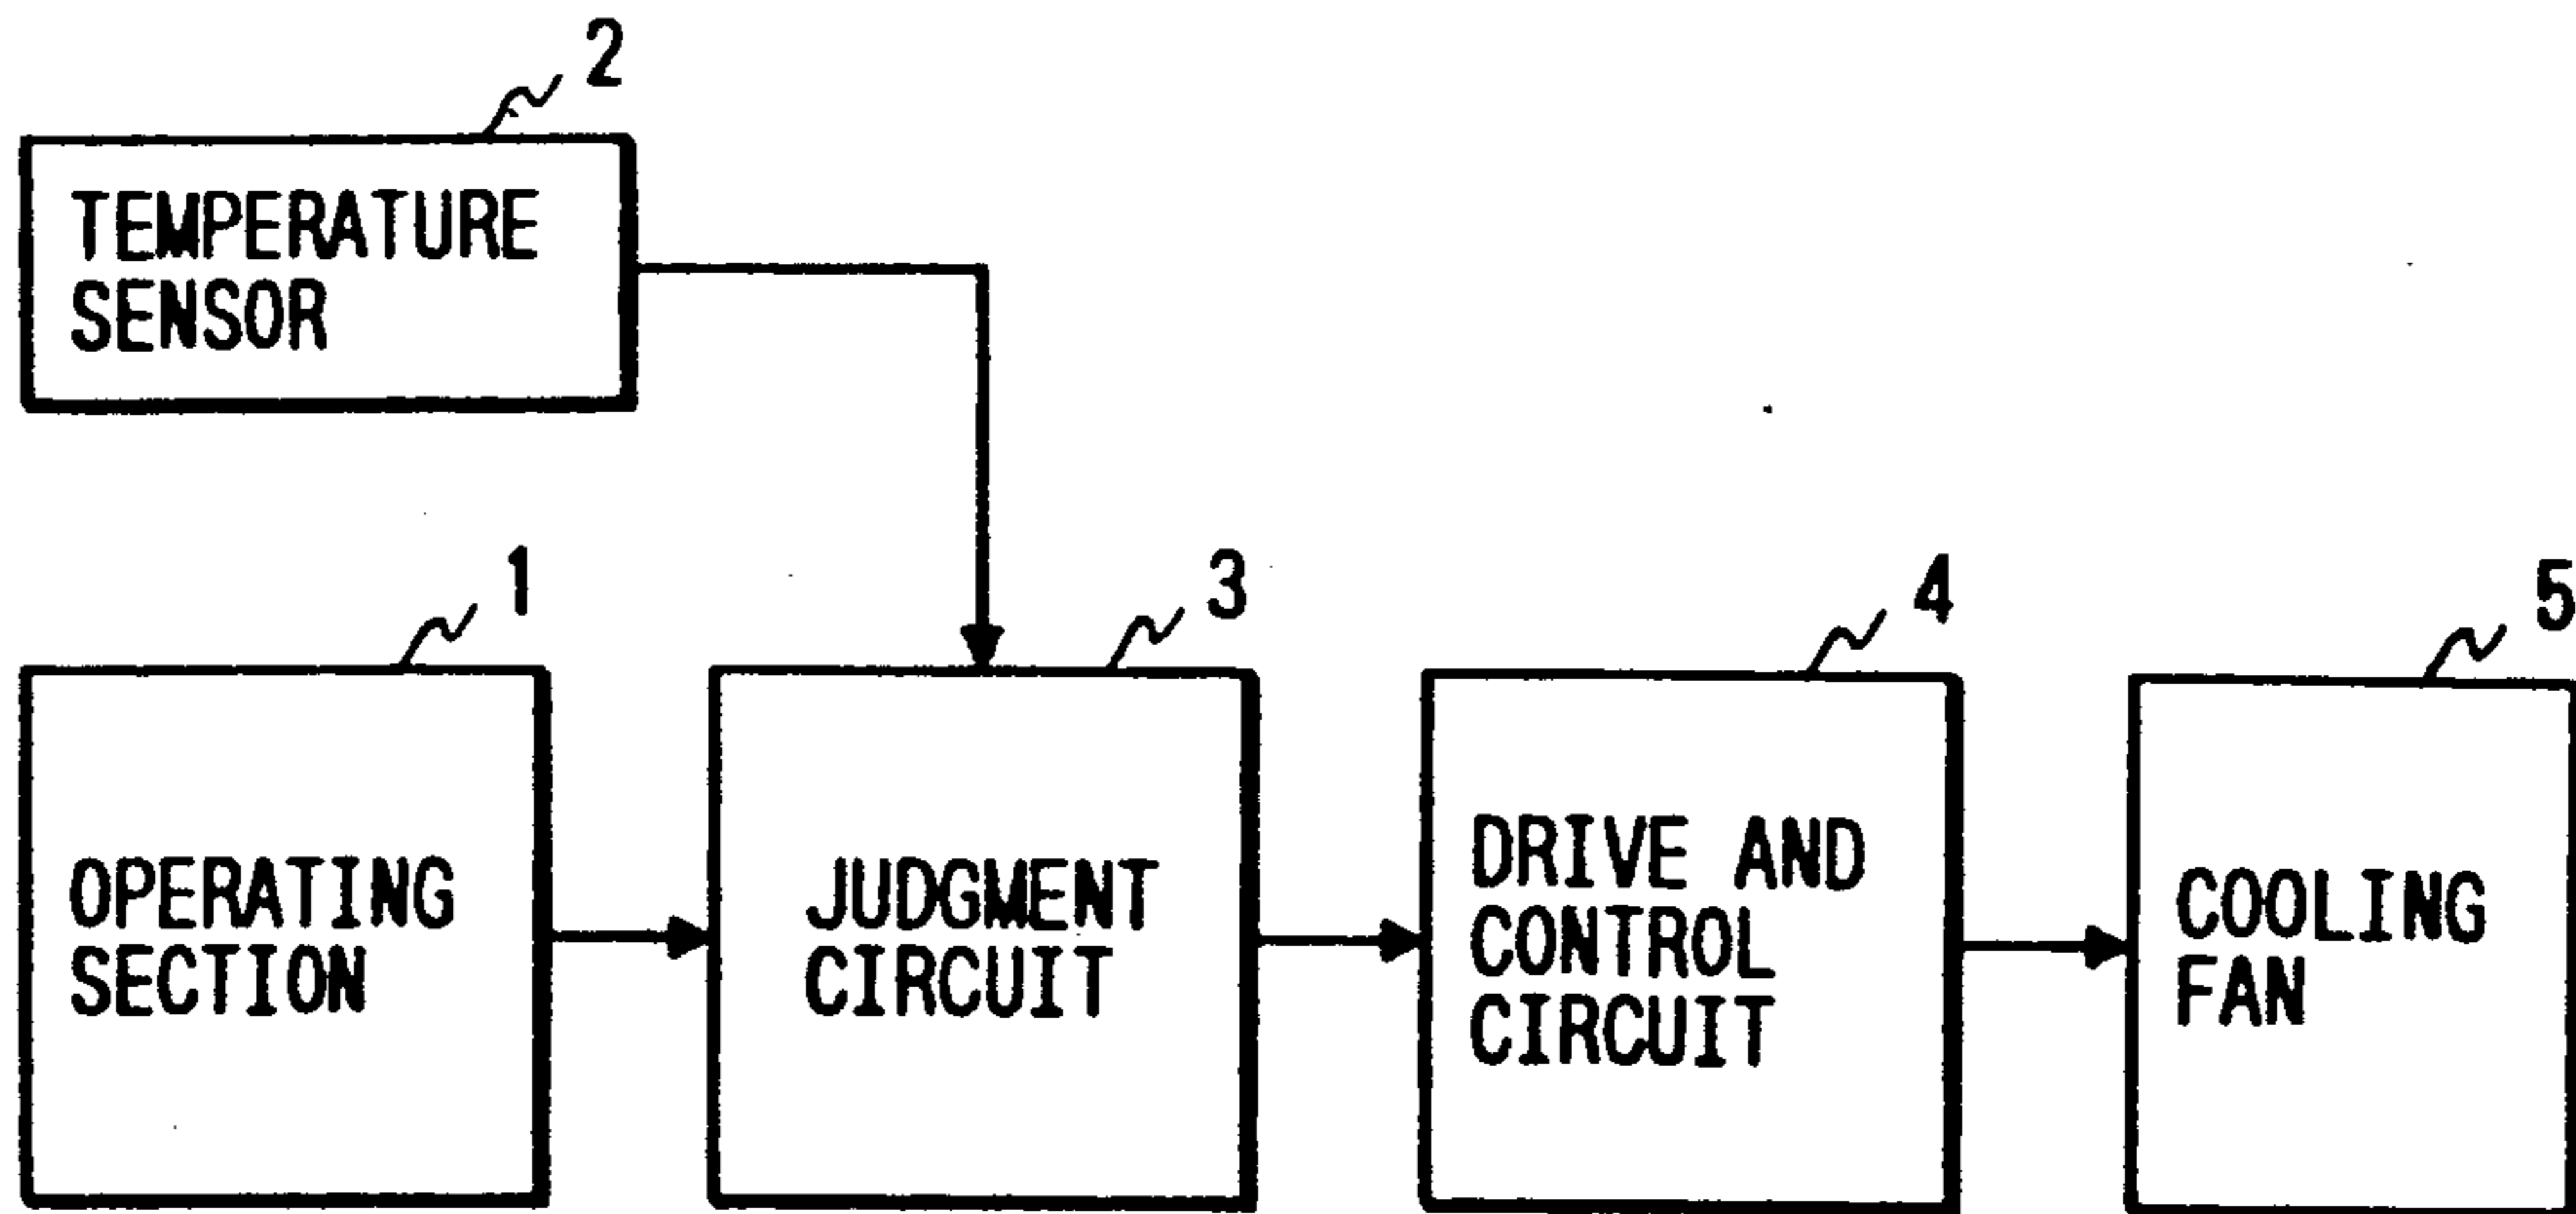 2
TEMPERATURE
SENSOR
1
3
4
5
OPERATING
SECTION
JUDGMENT
CIRCUIT
DRIVE AND
CONTROL
CIRCUIT
COOLING
FAN